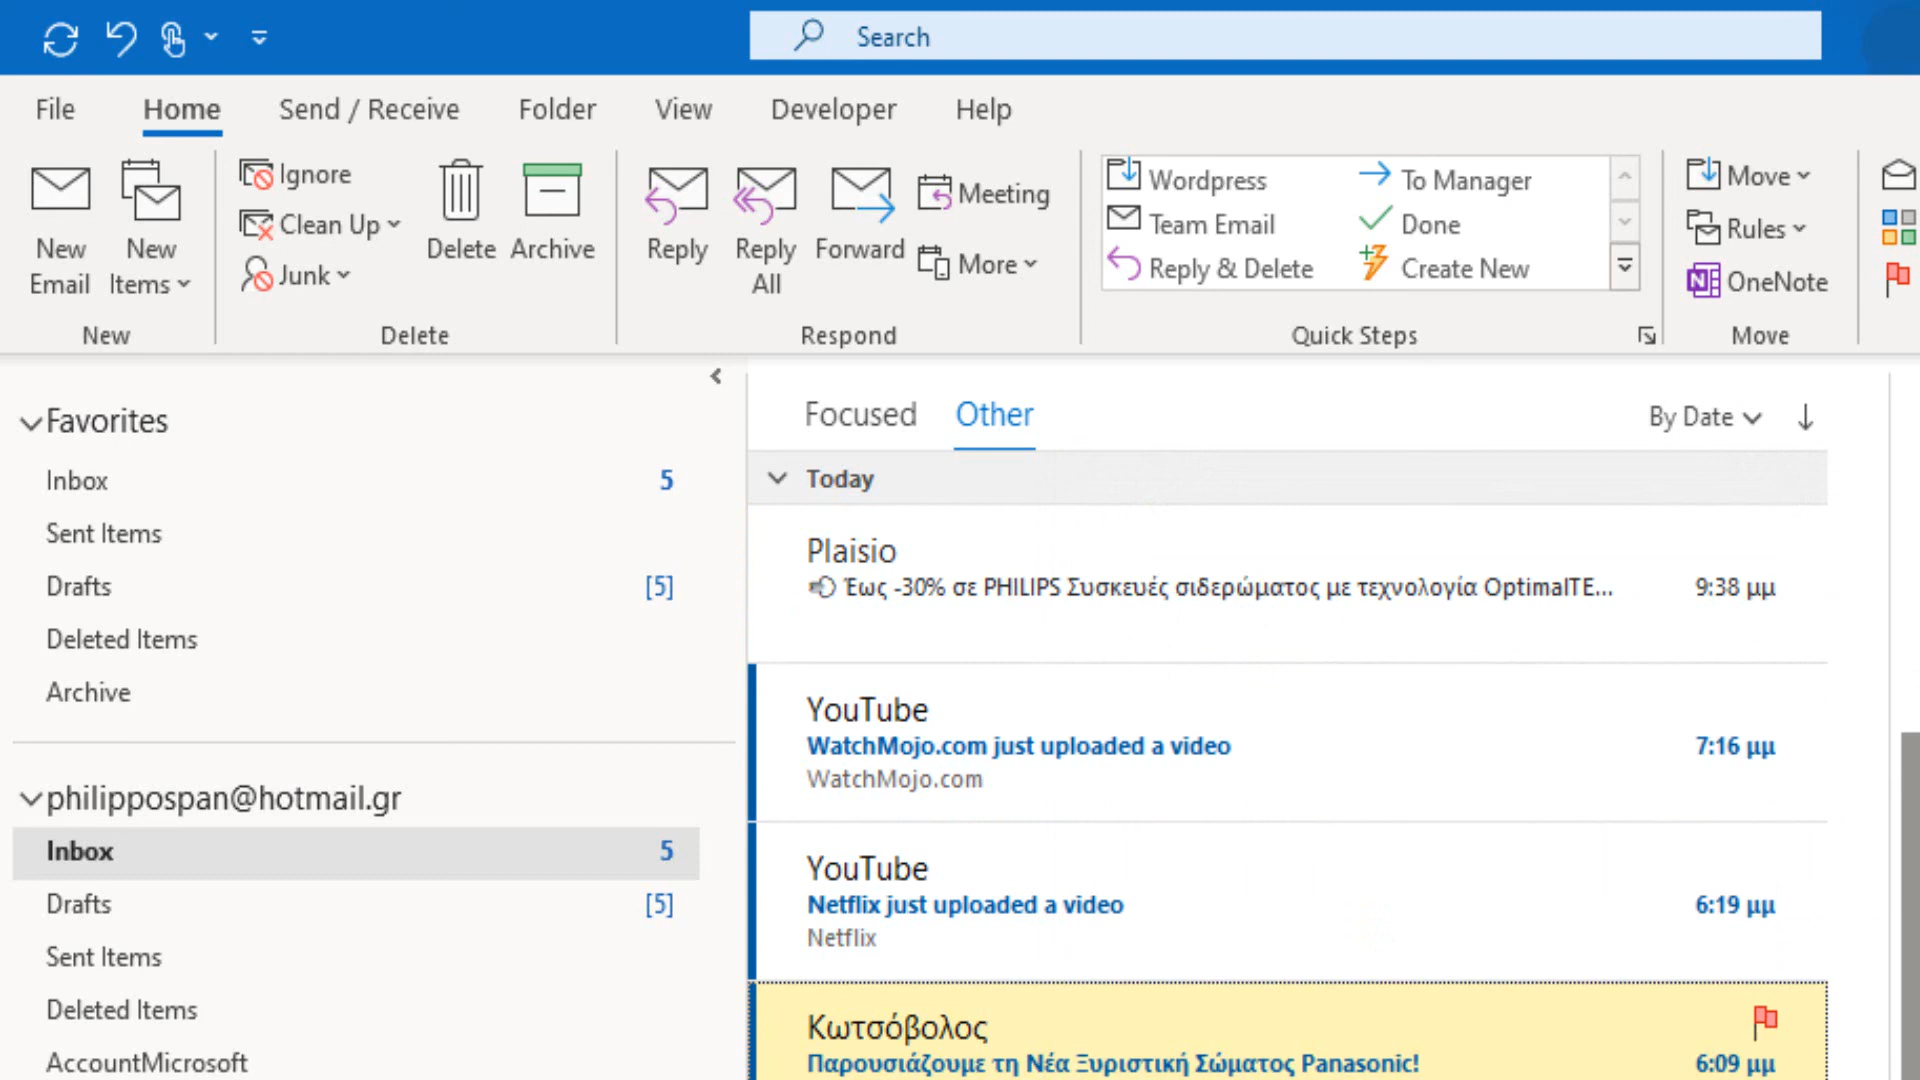 Search
File Home Send / Receive Folder View Developer Help
New Email
New Items
New
Ignore
Clean Up
Junk
Delete
Archive
Delete
Reply
Reply All
Forward
Meeting
More
Respond
Wordpress
Team Email
Reply & Delete
To Manager
Done
Create New
Quick Steps
Move
Rules
OneNote
Move
Favorites
Inbox 5
Sent Items
Drafts [5]
Deleted Items
Archive
philippospan@hotmail.gr
Inbox 5
Drafts [5]
Sent Items
Deleted Items
AccountMicrosoft
Focused Other By Date
Today
Plaisio
Έως -30% σε PHILIPS Συσκευές σιδερώματος με τεχνολογία OptimalTE... 9:38 μμ
YouTube
WatchMojo.com just uploaded a video 7:16 μμ
WatchMojo.com
YouTube
Netflix just uploaded a video 6:19 μμ
Netflix
Κωτσόβολος
Παρουσιάζουμε τη Νέα Ξυριστική Σώματος Panasonic! 6:09 μμ